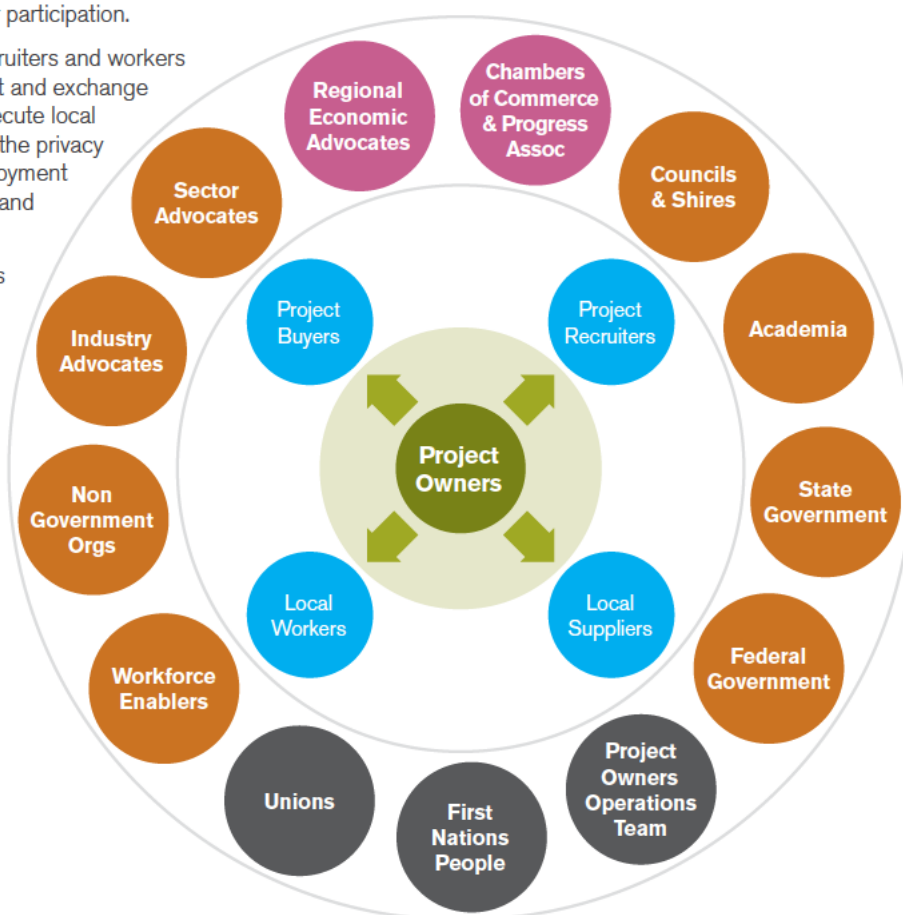 participation.
ruiters and workers
t and exchange
ecute local
the privacy
oyment
and
s
Regional
Economic
Advocates
Chambers
of Commerce
& Progress
Assoc
Councils
& Shires
Academia
State
Government
Federal
Government
Project
Owners
Operations
Team
First
Nations
People
Unions
Workforce
Enablers
Non
Government
Orgs
Industry
Advocates
Sector
Advocates
Project
Buyers
Project
Recruiters
Project
Owners
Local
Workers
Local
Suppliers